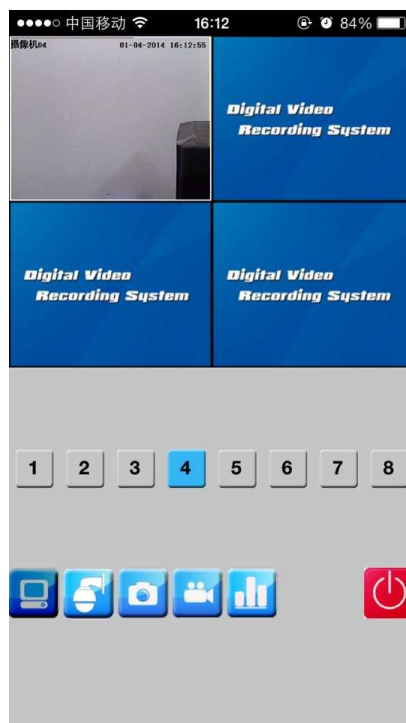 中国移动
16:12
84%
摄像机04
01-04-2014 16:12:55
Digital Video
Recording System
Digital Video
Recording System
Digital Video
Recording System
1 2 3 4 5 6 7 8